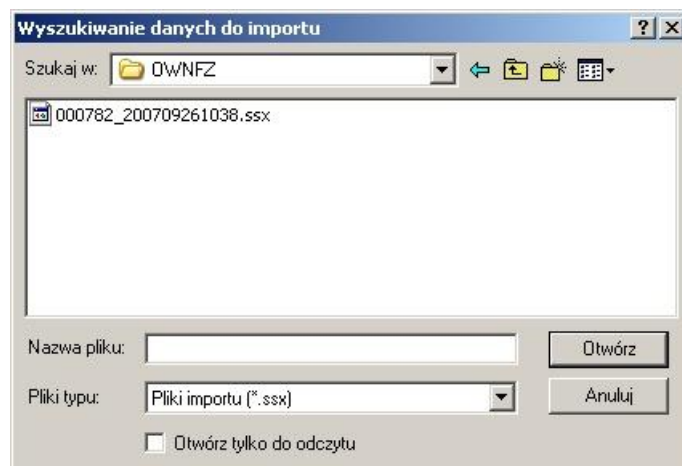 Wyszukiwanie danych do importu
Szukaj w: OWNFZ
000782_200709261038.ssx
Nazwa pliku: Otwórz
Pliki typu: Pliki importu (*.ssx) Anuluj
Otwórz tylko do odczytu